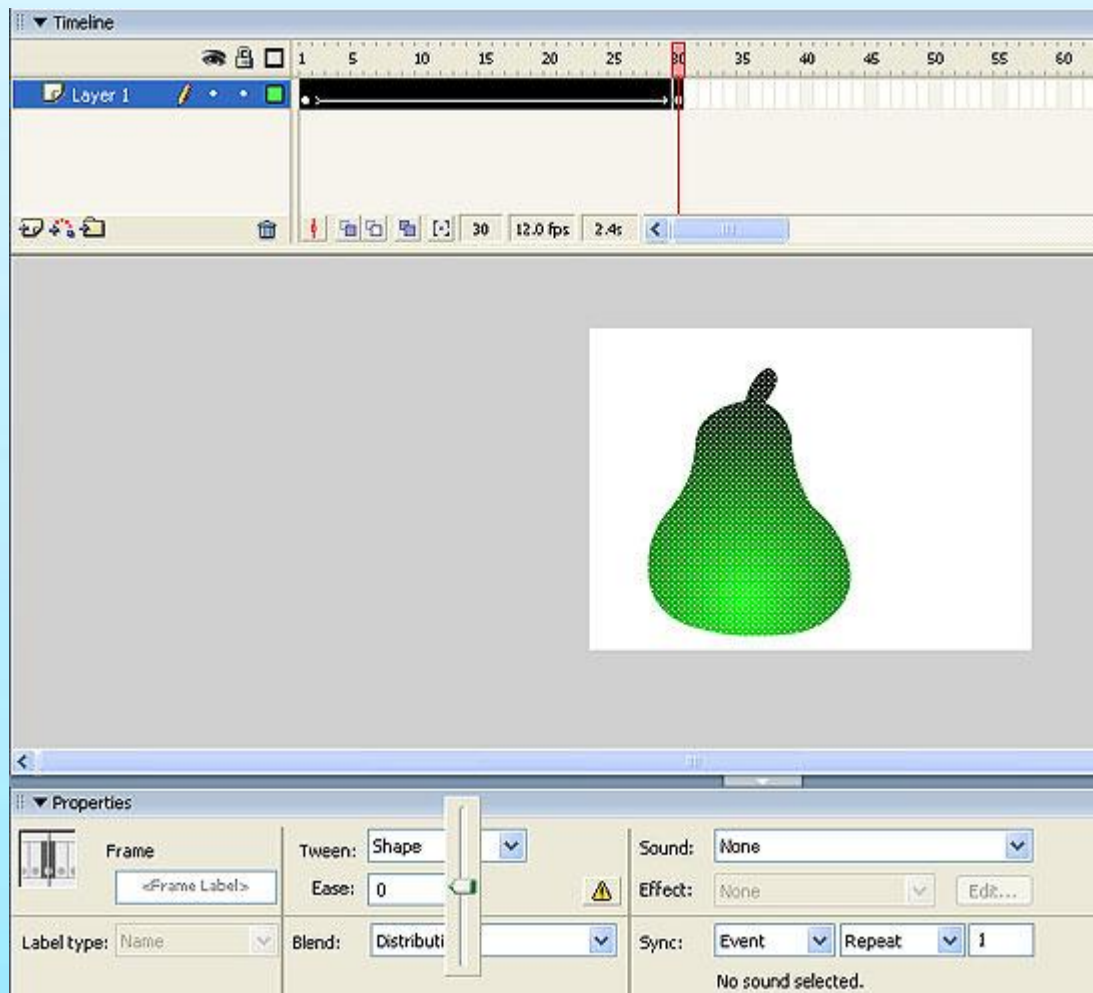 Timeline
1 5 10 15 20 25 30 35 40 45 50 55 60
Layer 1
30 12.0 fps 2.4s
Properties
Frame
<Frame Label>
Label type: Name
Tween: Shape
Ease: 0
Blend: Distributi
Sound: None
Effect: None Edit...
Sync: Event Repeat 1
No sound selected.